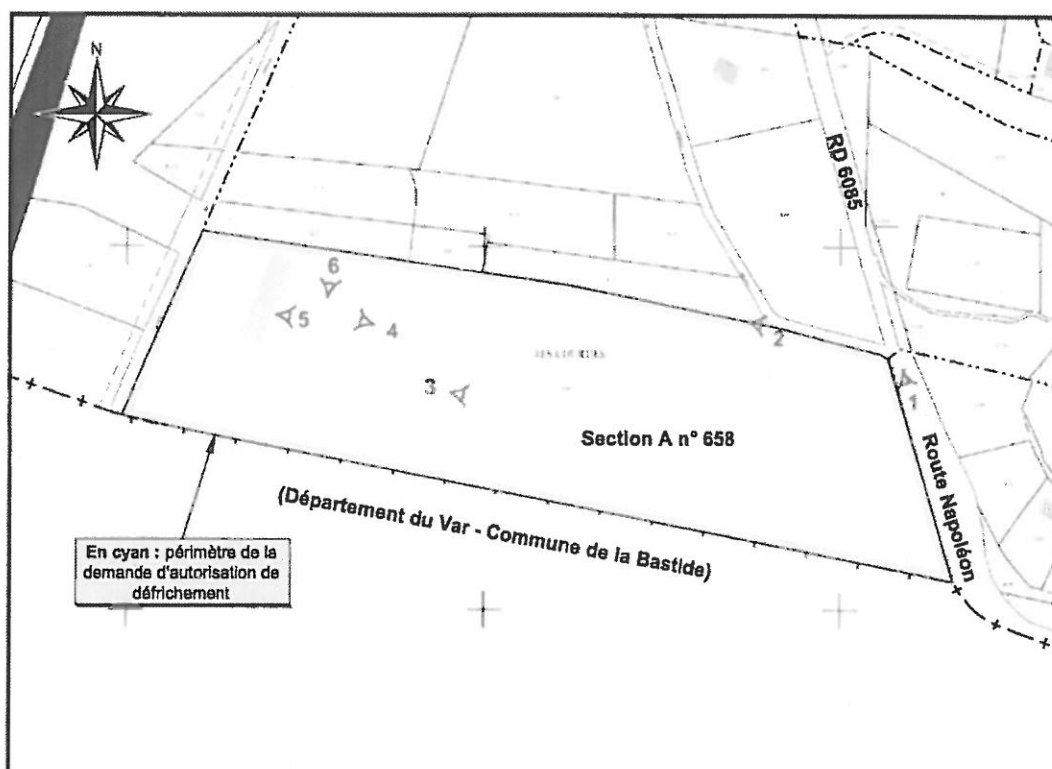 N
RD 6085
6
5
4
2
3
1
Section A n° 658
Route Napoléon
(Département du Var - Commune de la Bastide)
En cyan : périmètre de la
demande d'autorisation de
défrichement